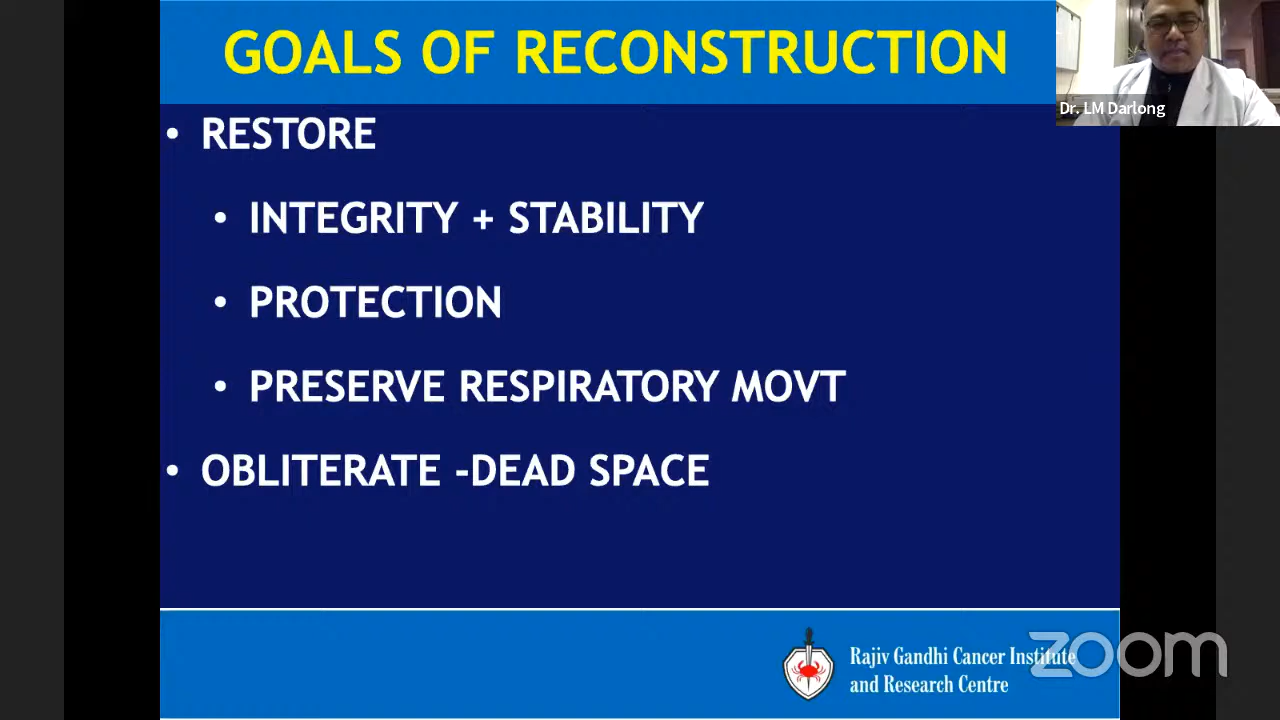 GOALS OF RECONSTRUCTION
Dr. LM Darlong
• RESTORE
• INTEGRITY + STABILITY
• PROTECTION
• PRESERVE RESPIRATORY MOVT
• OBLITERATE -DEAD SPACE
Rajiv Gandhi Cancer Institute
and Research Centre
zoom